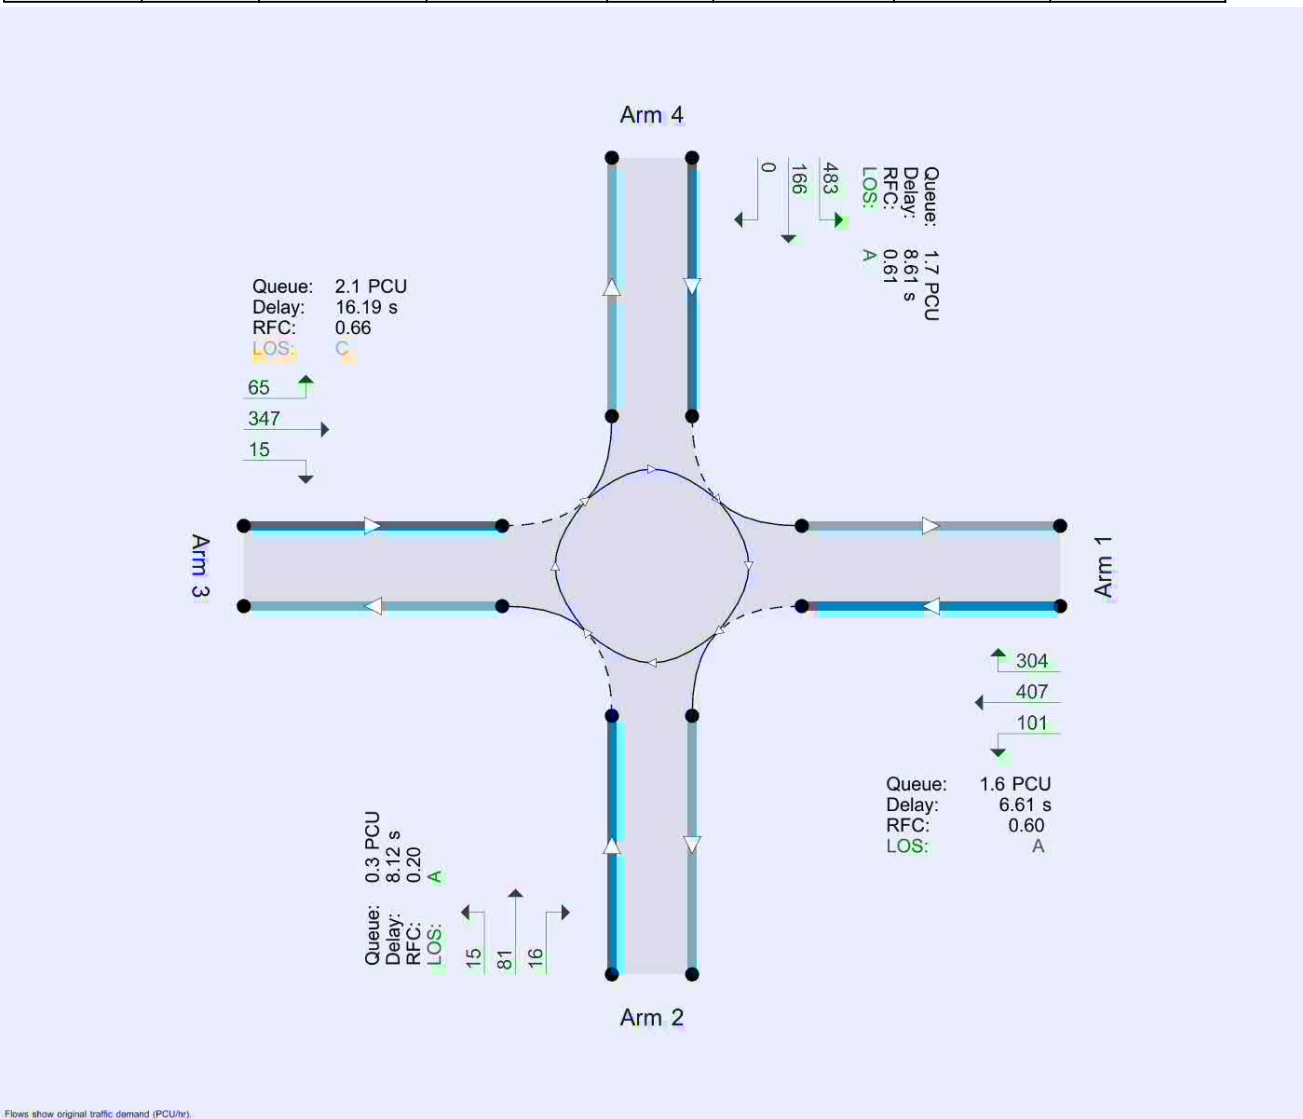 Arm 4
0
166
483
Queue: 1.7 PCU
Delay: 8.61 s
RFC: 0.61
LOS: A
Queue: 2.1 PCU
Delay: 16.19 s
RFC: 0.66
LOS: C
65
347
15
Arm 3
Arm 1
304
407
101
Queue: 1.6 PCU
Delay: 6.61 s
RFC: 0.60
LOS: A
Queue: 0.3 PCU
Delay: 8.12 s
RFC: 0.20
LOS: A
15
81
16
Arm 2
Flows show original traffic demand (PCU/hr).